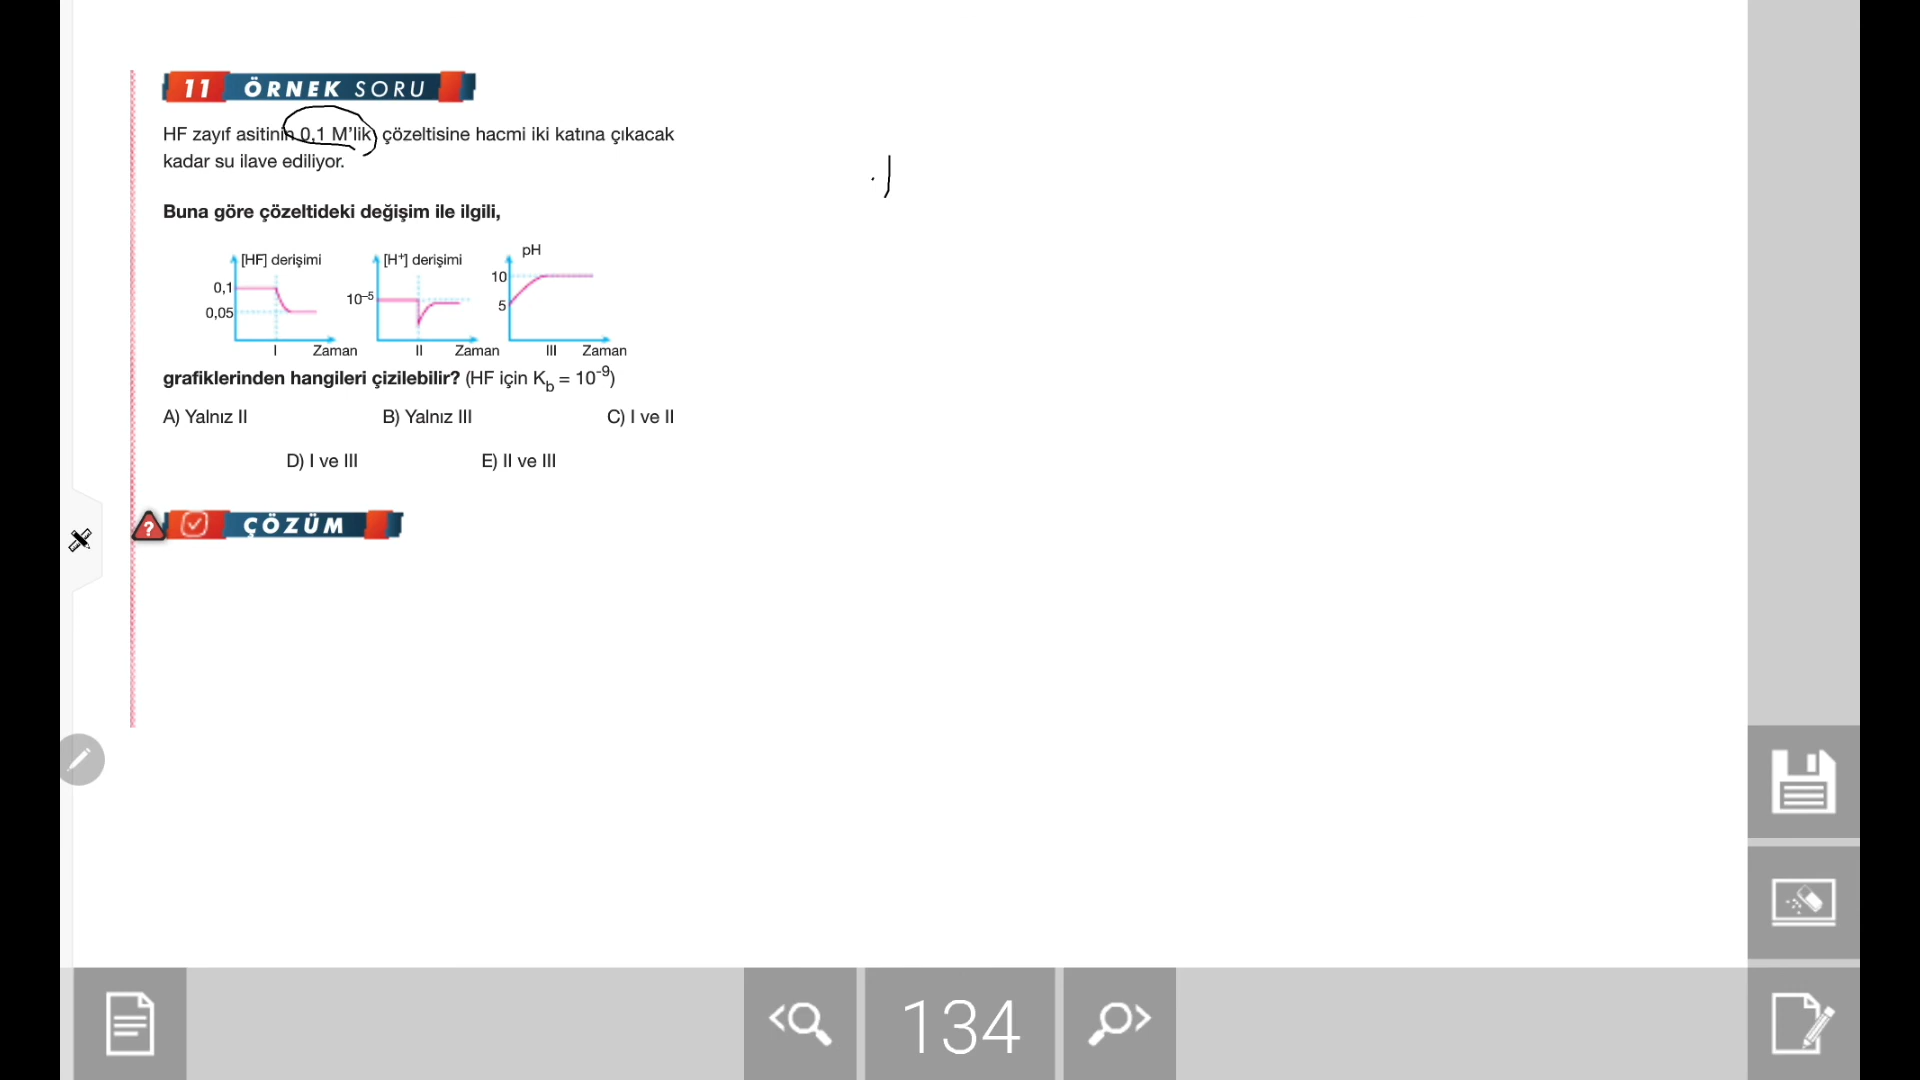 11 ÖRNEK SORU
HF zayıf asitinin 0,1 M'lik çözeltisine hacmi iki katına çıkacak
kadar su ilave ediliyor.
Buna göre çözeltideki değişim ile ilgili,
[HF] derişimi
0,1
0,05
I Zaman
[H⁺] derişimi
10⁻⁵
II Zaman
pH
10
5
III Zaman
grafiklerinden hangileri çizilebilir? (HF için K_b = 10⁻⁹)
A) Yalnız II B) Yalnız III C) I ve II
D) I ve III E) II ve III
? ÇÖZÜM
134